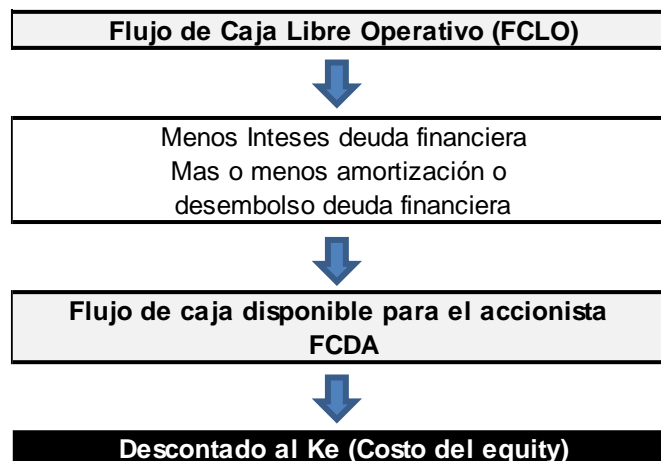 Flujo de Caja Libre Operativo (FCLO)
Menos Inteses deuda financiera
Mas o menos amortización o
desembolso deuda financiera
Flujo de caja disponible para el accionista
FCDA
Descontado al Ke (Costo del equity)